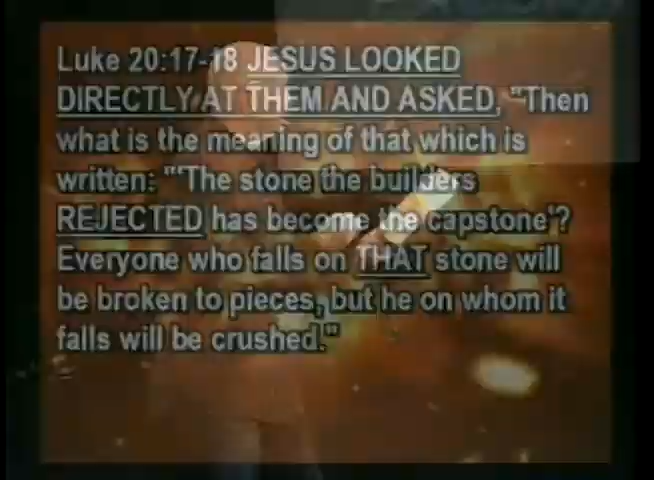 Luke 20:17-18 JESUS LOOKED
DIRECTLY AT THEM AND ASKED, "Then
what is the meaning of that which is
written: "'The stone the builders
REJECTED has become the capstone'?
Everyone who falls on THAT stone will
be broken to pieces, but he on whom it
falls will be crushed."